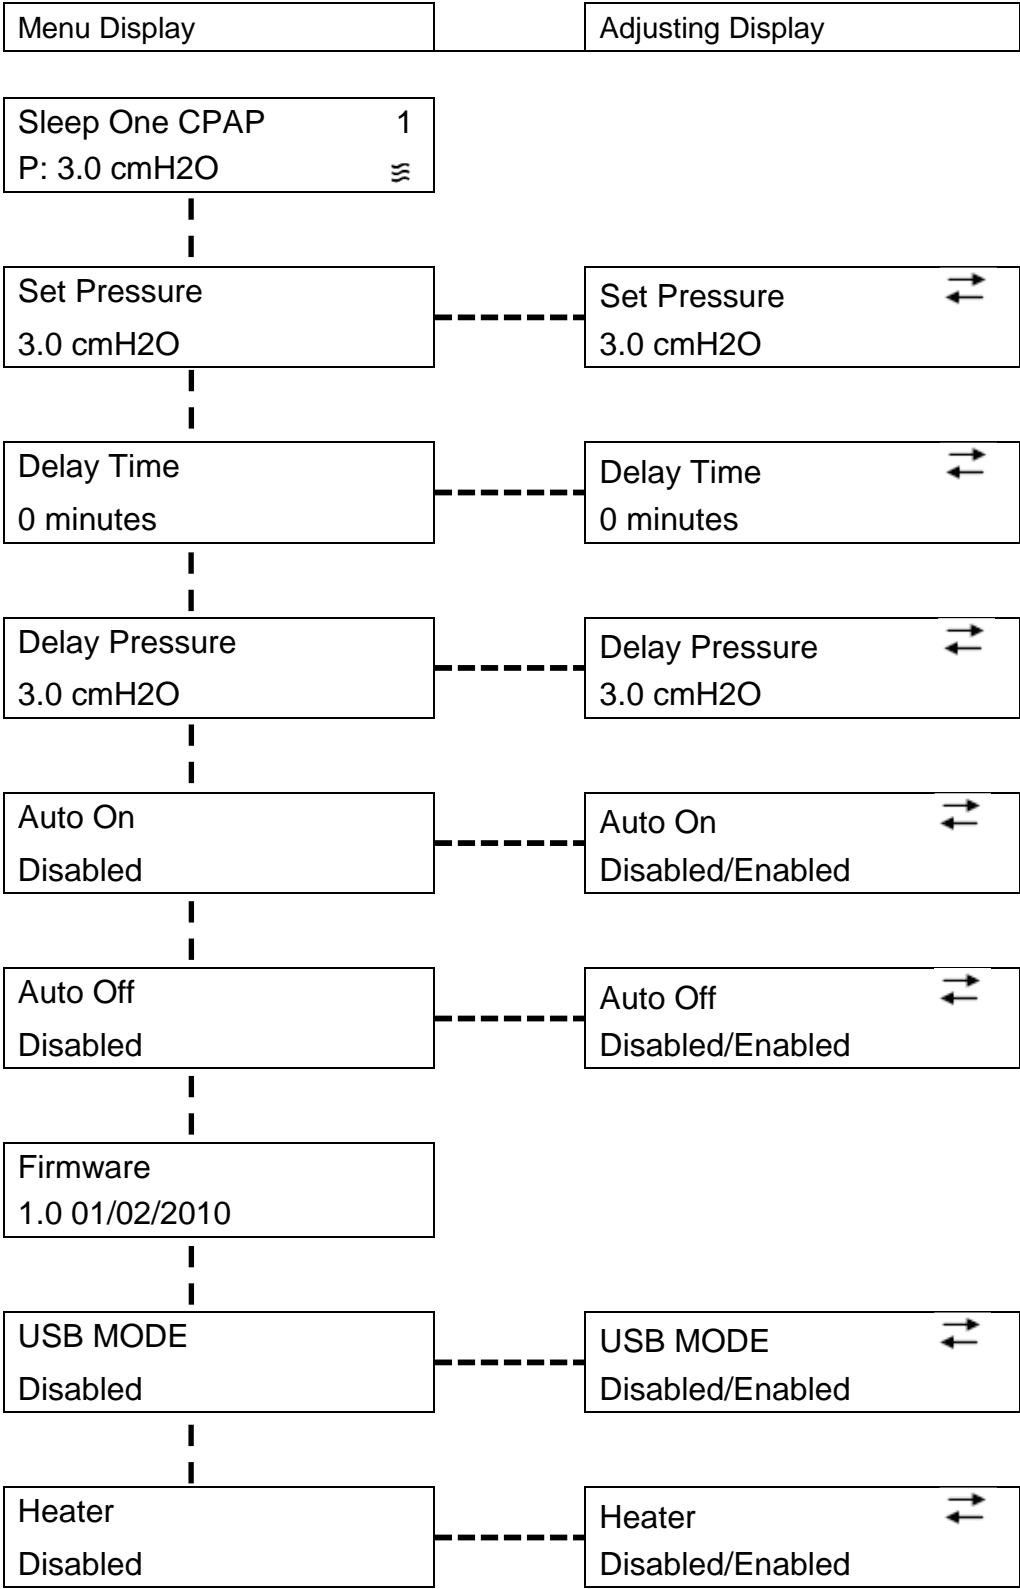 Menu Display
Adjusting Display
Sleep One CPAP 1
P: 3.0 cmH2O
Set Pressure
3.0 cmH2O
Set Pressure
3.0 cmH2O
Delay Time
0 minutes
Delay Time
0 minutes
Delay Pressure
3.0 cmH2O
Delay Pressure
3.0 cmH2O
Auto On
Disabled
Auto On
Disabled/Enabled
Auto Off
Disabled
Auto Off
Disabled/Enabled
Firmware
1.0 01/02/2010
USB MODE
Disabled
USB MODE
Disabled/Enabled
Heater
Disabled
Heater
Disabled/Enabled